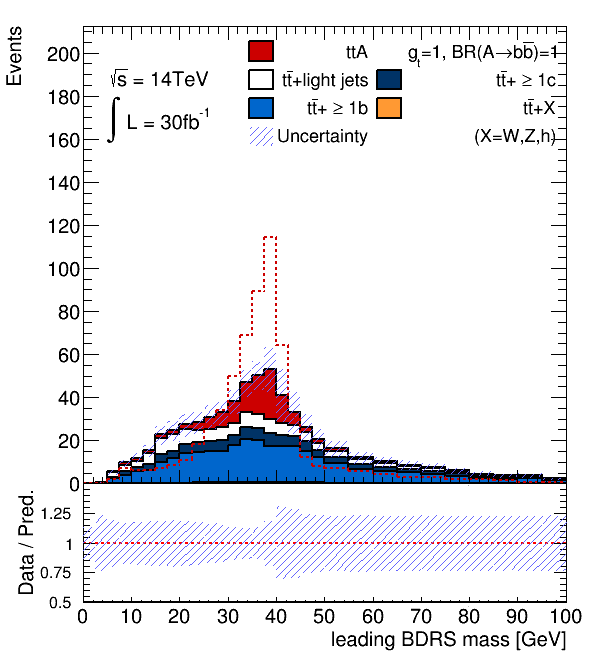 Events
200
180
160
140
120
100
80
60
40
20
0
√s = 14TeV
∫ L = 30fb⁻¹
ttA
g_t=1, BR(A→bb̄)=1
tt̄+light jets
tt̄+ ≥ 1c
tt̄+ ≥ 1b
tt̄+X
Uncertainty
(X=W,Z,h)
Data / Pred.
1.25
1
0.75
0.5
0 10 20 30 40 50 60 70 80 90 100
leading BDRS mass [GeV]